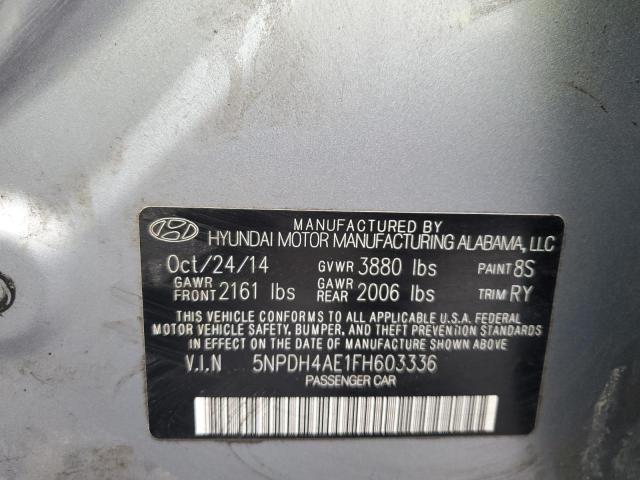 MANUFACTURED BY
HYUNDAI MOTOR MANUFACTURING ALABAMA, LLC
Oct/24/14 GVWR 3880 lbs PAINT 8S
GAWR FRONT 2161 lbs GAWR REAR 2006 lbs TRIM RY
THIS VEHICLE CONFORMS TO ALL APPLICABLE U.S.A. FEDERAL
MOTOR VEHICLE SAFETY, BUMPER, AND THEFT PREVENTION STANDARDS
IN EFFECT ON THE DATE OF MANUFACTURE SHOWN ABOVE.
V.I.N 5NPDH4AE1FH603336
PASSENGER CAR